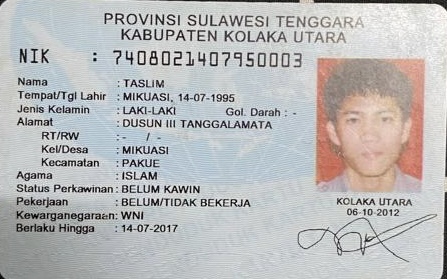 PROVINSI SULAWESI TENGGARA
KABUPATEN KOLAKA UTARA
NIK : 7408021407950003
Nama : TASLIM
Tempat/Tgl Lahir : MIKUASI, 14-07-1995
Jenis Kelamin : LAKI-LAKI Gol. Darah : -
Alamat : DUSUN III TANGGALAMATA
RT/RW : - / -
Kel/Desa : MIKUASI
Kecamatan : PAKUE
Agama : ISLAM
Status Perkawinan : BELUM KAWIN
Pekerjaan : BELUM/TIDAK BEKERJA
Kewarganegaraan : WNI
Berlaku Hingga : 14-07-2017
KOLAKA UTARA
06-10-2012